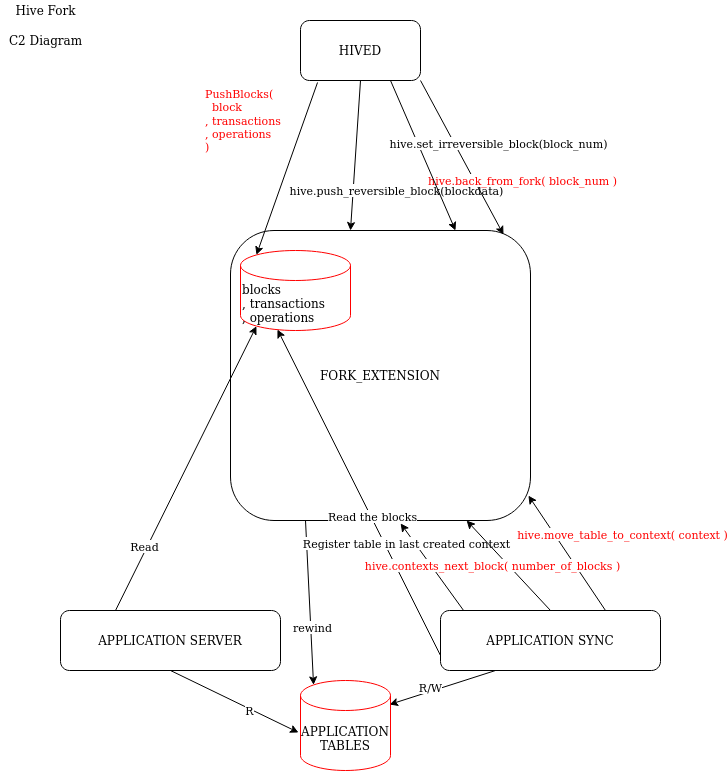 Hive Fork
C2 Diagram
HIVED
PushBlocks(
block
, transactions
, operations
)
hive.set_irreversible_block(block_num)
hive.back_from_fork( block_num )
hive.push_reversible_block(blockdata)
blocks
, transactions
, operations
FORK_EXTENSION
Read the blocks
hive.move_table_to_context( context )
Register table in last created context
Read
hive.contexts_next_block( number_of_blocks )
rewind
APPLICATION SERVER
APPLICATION SYNC
R/W
R
APPLICATION
TABLES